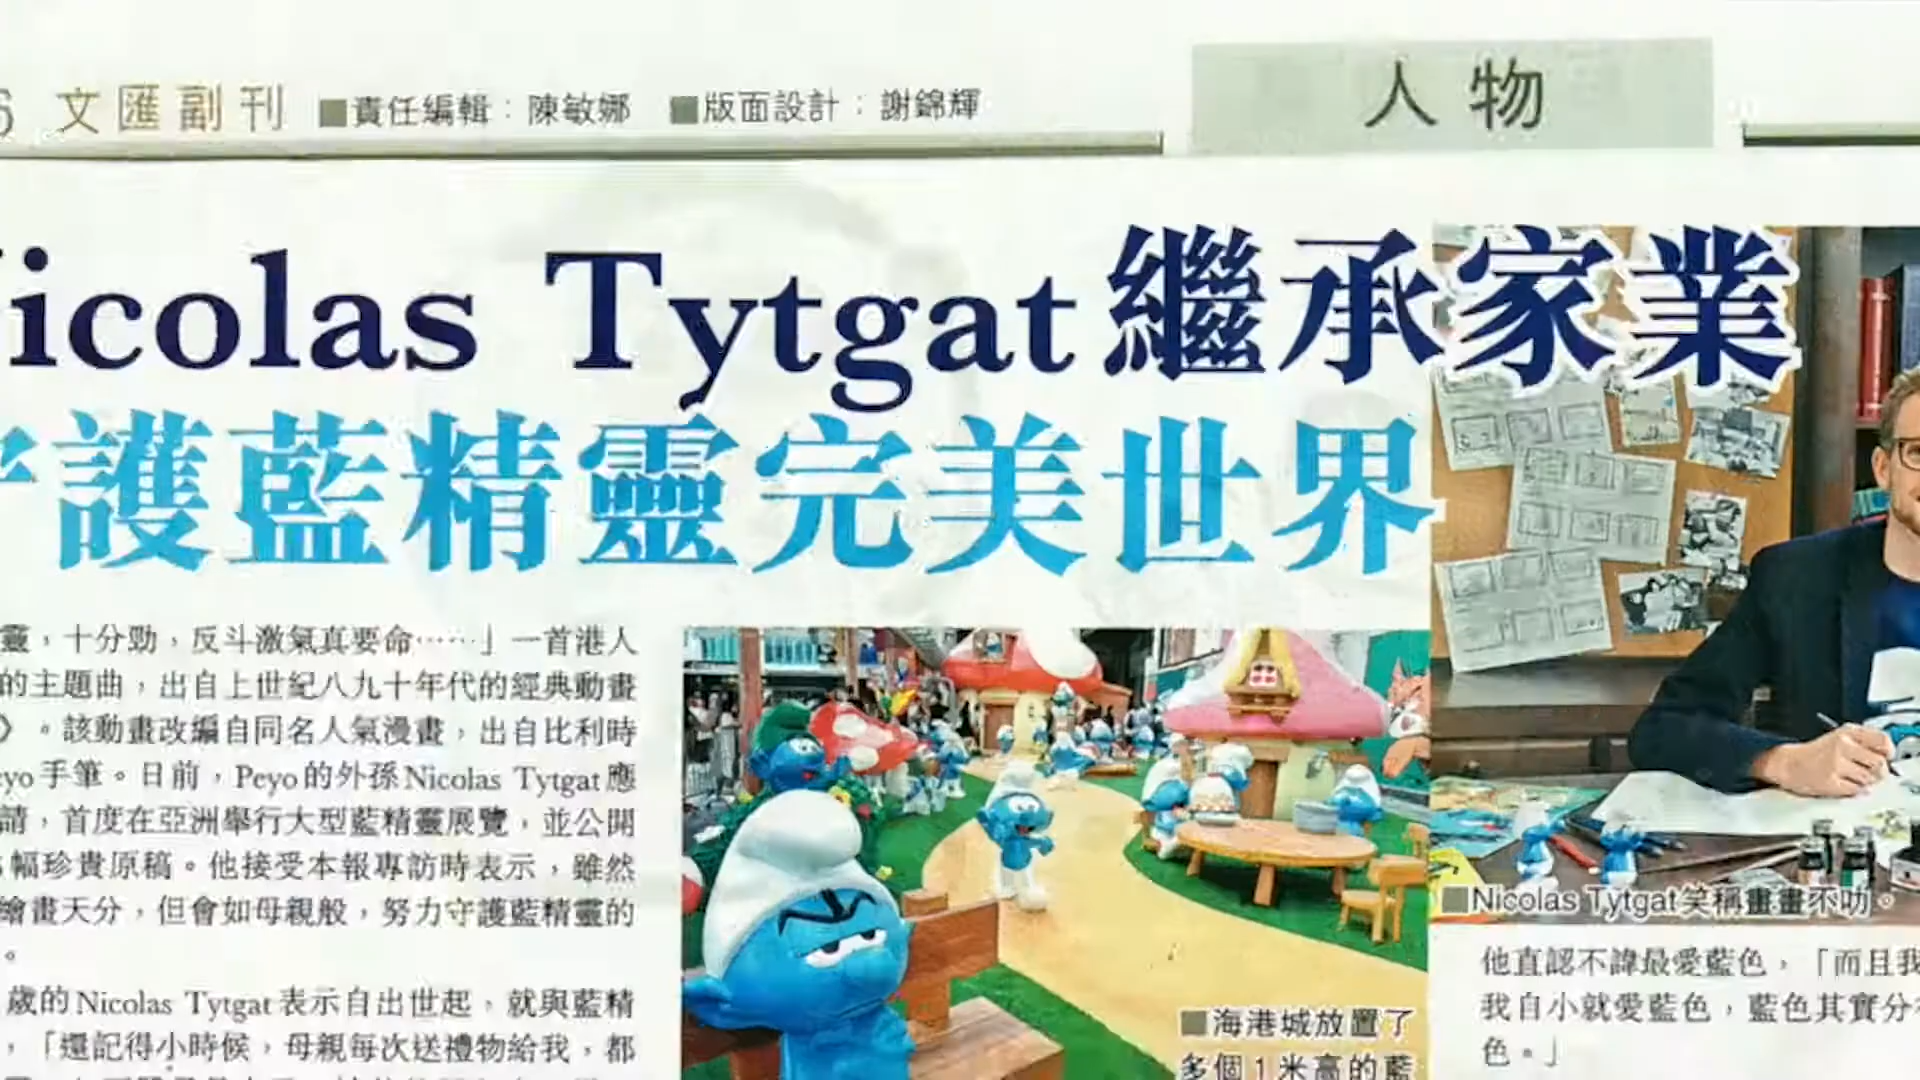 6 文匯副刊 ■責任編輯：陳敏娜 ■版面設計：謝錦輝
人物
icolas Tytgat繼承家業
護藍精靈完美世界
靈，十分勁，反斗激氣真要命……」一首港人
的主題曲，出自上世紀八九十年代的經典動畫
》。該動畫改編自同名人氣漫畫，出自比利時
eyo手筆。日前，Peyo的外孫Nicolas Tytgat應
請，首度在亞洲舉行大型藍精靈展覽，並公開
幅珍貴原稿。他接受本報專訪時表示，雖然
繪畫天分，但會如母親般，努力守護藍精靈的
。
歲的Nicolas Tytgat表示自出世起，就與藍精
，「還記得小時候，母親每次送禮物給我，都
■海港城放置了
多個1米高的藍
■Nicolas Tytgat笑稱畫畫不叻。
他直認不諱最愛藍色，「而且我
我自小就愛藍色，藍色其實分
色。」